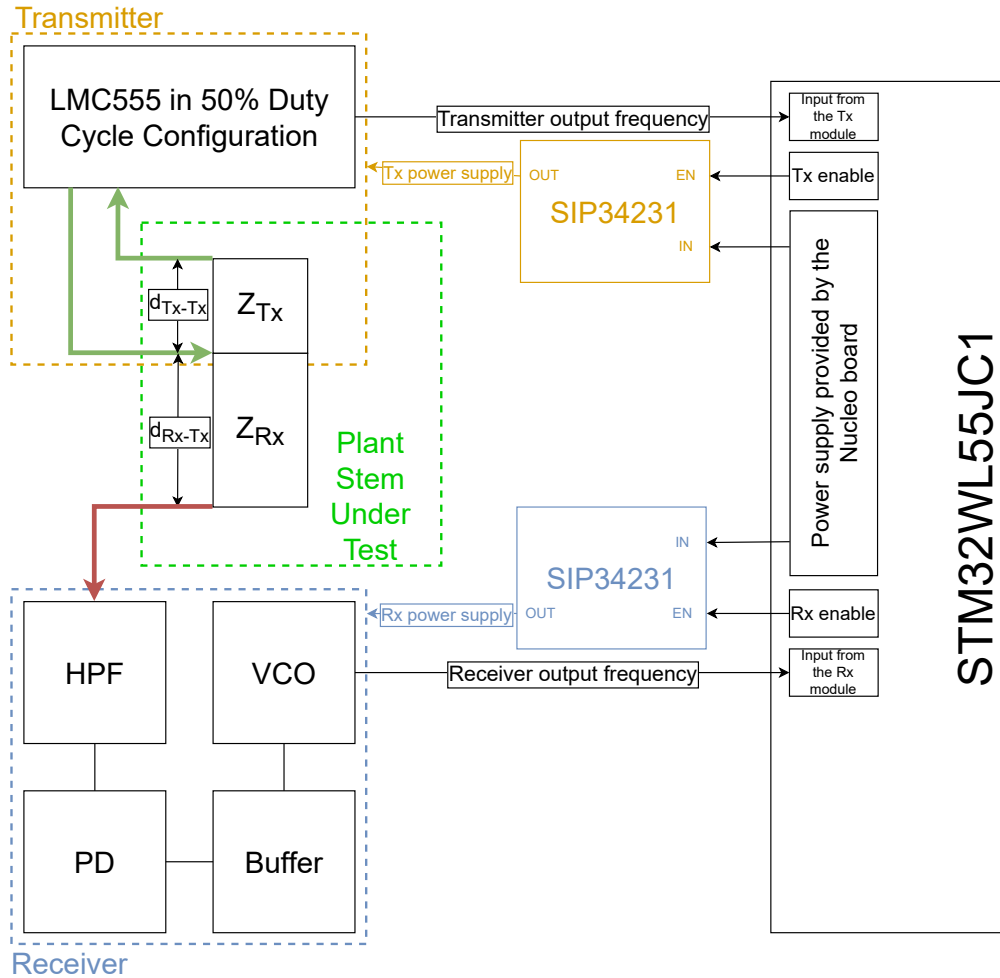 Transmitter
LMC555 in 50% Duty
Cycle Configuration
Transmitter output frequency
Input from
the Tx
module
Tx power supply
OUT
EN
SIP34231
IN
Tx enable
Power supply provided by the
Nucleo board
STM32WL55JC1
dTx-Tx
ZTx
dRx-Tx
ZRx
Plant
Stem
Under
Test
IN
SIP34231
OUT
EN
Rx power supply
Rx enable
HPF
VCO
Receiver output frequency
Input from
the Rx
module
PD
Buffer
Receiver